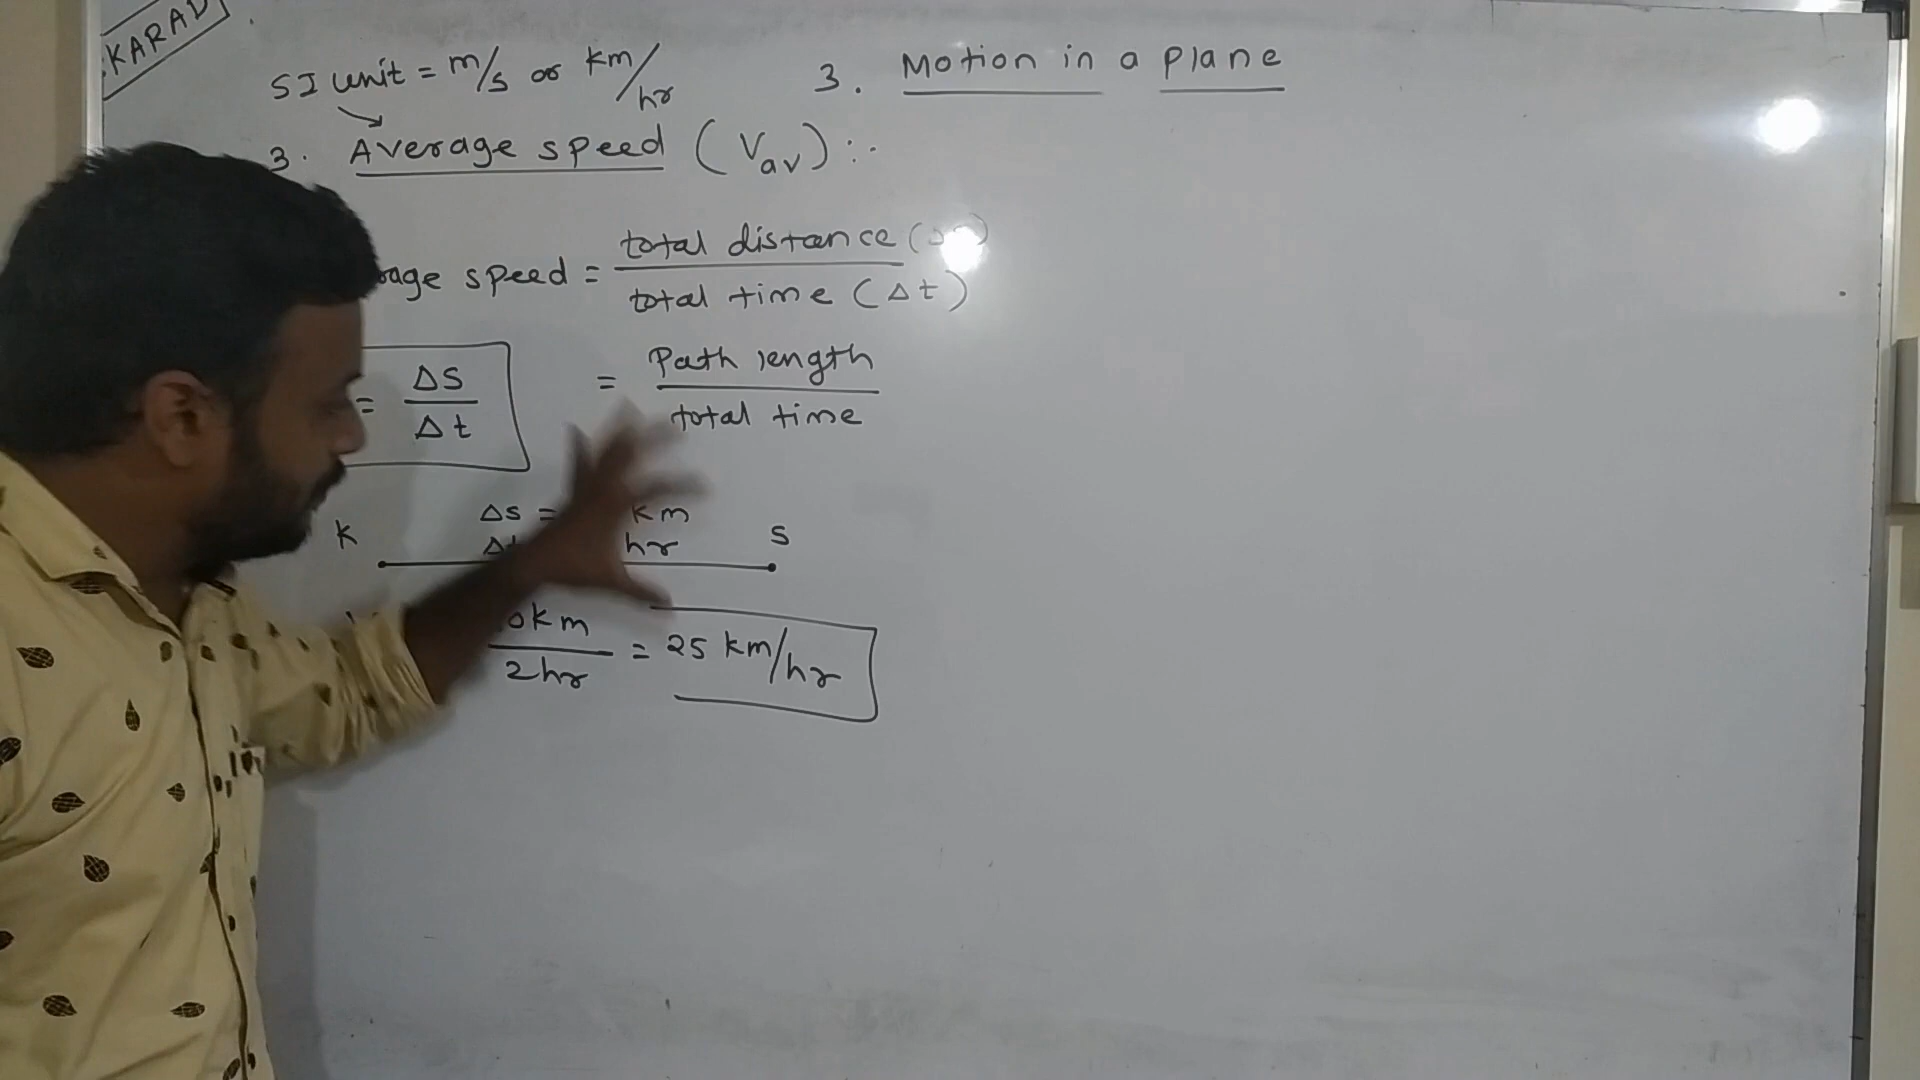 KARAD
SI unit = m/s or km/hr
3. Motion in a plane
3. Average speed (Vav) :-
speed = total distance / total time (Δt)
= Δs / Δt
= Path length / total time
K Δs = km S
hr
km / 2hr = 25 km/hr